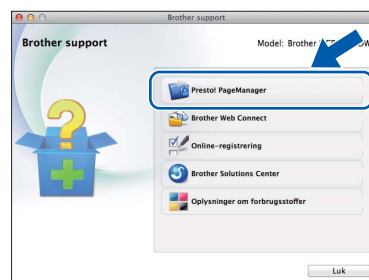 Brother support
Brother support
Model: Brother
Presto! PageManager
Brother Web Connect
Online-registrering
Brother Solutions Center
Oplysninger om forbrugsstoffer
Luk